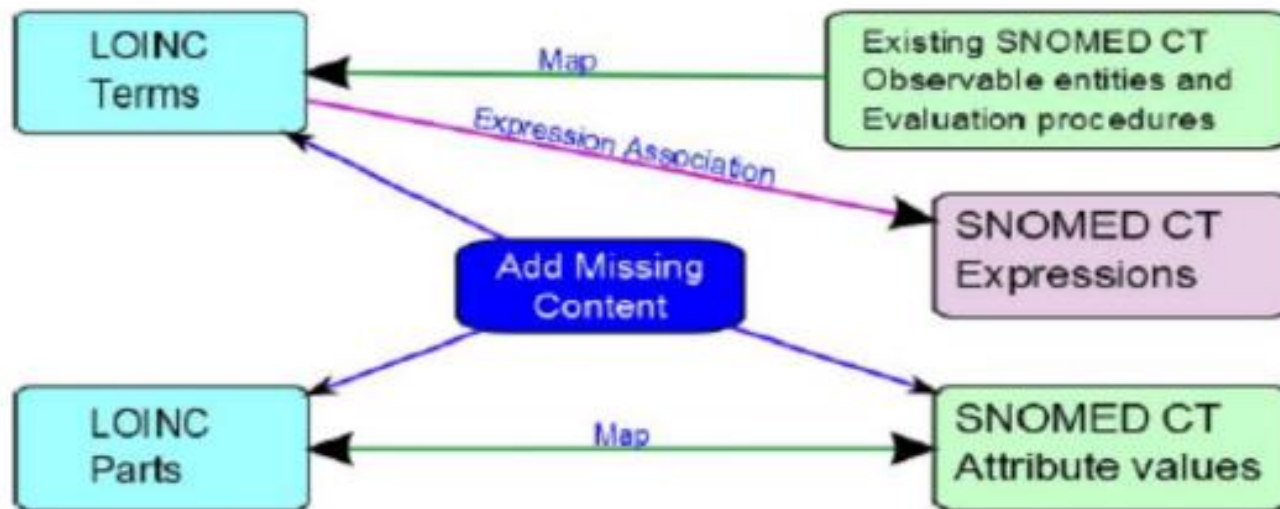 LOINC
Terms
Map
Existing SNOMED CT
Observable entities and
Evaluation procedures
Expression Association
SNOMED CT
Expressions
Add Missing
Content
LOINC
Parts
Map
SNOMED CT
Attribute values